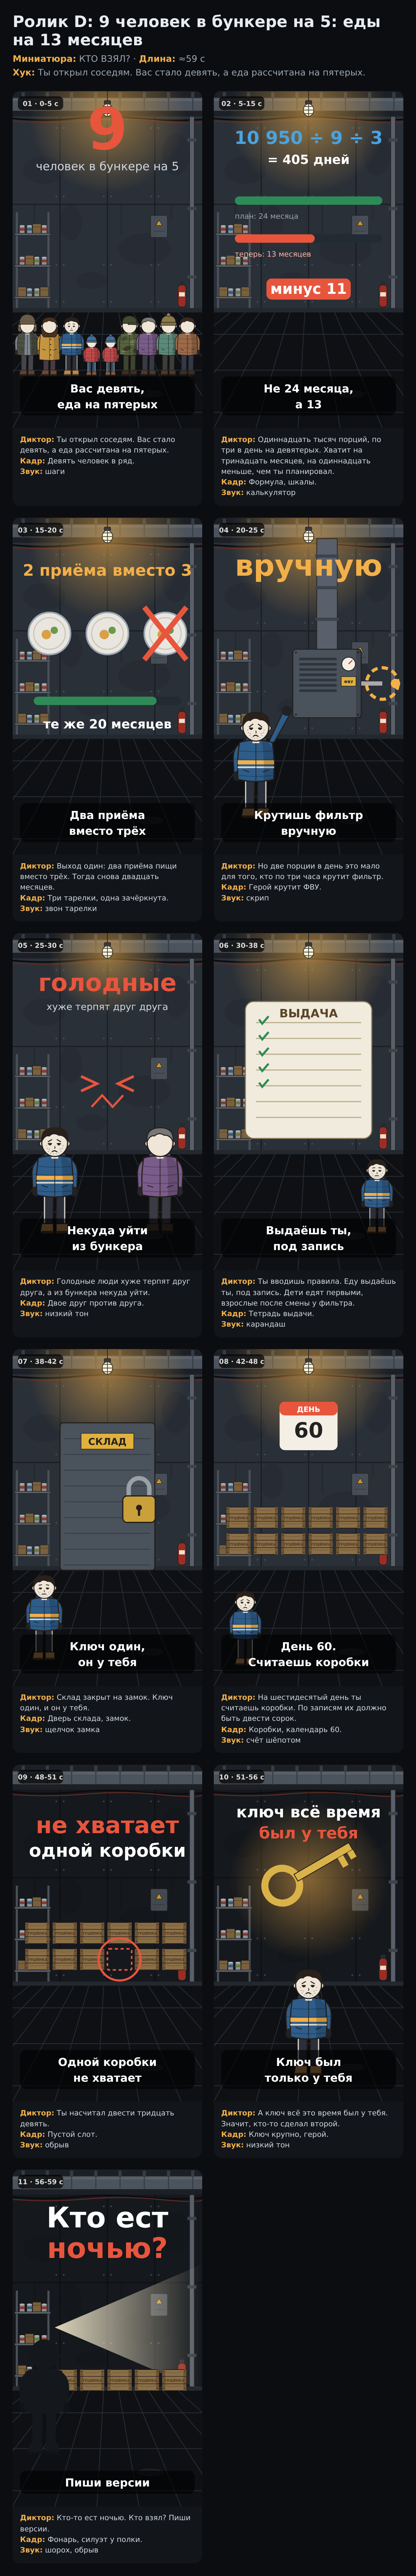 Ролик D: 9 человек в бункере на 5: еды
на 13 месяцев
Миниатюра: КТО ВЗЯЛ? · Длина: ≈59 с
Хук: Ты открыл соседям. Вас стало девять, а еда рассчитана на пятерых.
01 · 0-5 с
9
человек в бункере на 5
Вас девять,
еда на пятерых
Диктор: Ты открыл соседям. Вас стало
девять, а еда рассчитана на пятерых.
Кадр: Девять человек в ряд.
Звук: шаги
02 · 5-15 с
10 950 ÷ 9 ÷ 3
= 405 дней
план: 24 месяца
теперь: 13 месяцев
минус 11
Не 24 месяца,
а 13
Диктор: Одиннадцать тысяч порций, по
три в день на девятерых. Хватит на
тринадцать месяцев, на одиннадцать
меньше, чем ты планировал.
Кадр: Формула, шкалы.
Звук: калькулятор
03 · 15-20 с
2 приёма вместо 3
те же 20 месяцев
Два приёма
вместо трёх
Диктор: Выход один: два приёма пищи
вместо трёх. Тогда снова двадцать
месяцев.
Кадр: Три тарелки, одна зачёркнута.
Звук: звон тарелки
04 · 20-25 с
вручную
ФВУ
Крутишь фильтр
вручную
Диктор: Но две порции в день это мало
для того, кто по три часа крутит фильтр.
Кадр: Герой крутит ФВУ.
Звук: скрип
05 · 25-30 с
голодные
хуже терпят друг друга
Некуда уйти
из бункера
Диктор: Голодные люди хуже терпят друг
друга, а из бункера некуда уйти.
Кадр: Двое друг против друга.
Звук: низкий тон
06 · 30-38 с
ВЫДАЧА
Выдаёшь ты,
под запись
Диктор: Ты вводишь правила. Еду выдаёшь
ты, под запись. Дети едят первыми,
взрослые после смены у фильтра.
Кадр: Тетрадь выдачи.
Звук: карандаш
07 · 38-42 с
СКЛАД
Ключ один,
он у тебя
Диктор: Склад закрыт на замок. Ключ
один, и он у тебя.
Кадр: Дверь склада, замок.
Звук: щелчок замка
08 · 42-48 с
ДЕНЬ
60
День 60.
Считаешь коробки
Диктор: На шестидесятый день ты
считаешь коробки. По записям их должно
быть двести сорок.
Кадр: Коробки, календарь 60.
Звук: счёт шёпотом
09 · 48-51 с
не хватает
одной коробки
Одной коробки
не хватает
Диктор: Ты насчитал двести тридцать
девять.
Кадр: Пустой слот.
Звук: обрыв
10 · 51-56 с
ключ всё время
был у тебя
Ключ был
только у тебя
Диктор: А ключ всё это время был у тебя.
Значит, кто-то сделал второй.
Кадр: Ключ крупно, герой.
Звук: низкий тон
11 · 56-59 с
Кто ест
ночью?
Пиши версии
Диктор: Кто-то ест ночью. Кто взял? Пиши
версии.
Кадр: Фонарь, силуэт у полки.
Звук: шорох, обрыв